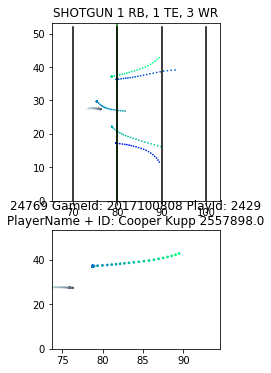 SHOTGUN 1 RB, 1 TE, 3 WR
50
40
30
20
10
0
70 80 90 100
24769 GameId: 2017100808 PlayId: 2429
PlayerName + ID: Cooper Kupp 2557898.0
40
20
0
75 80 85 90